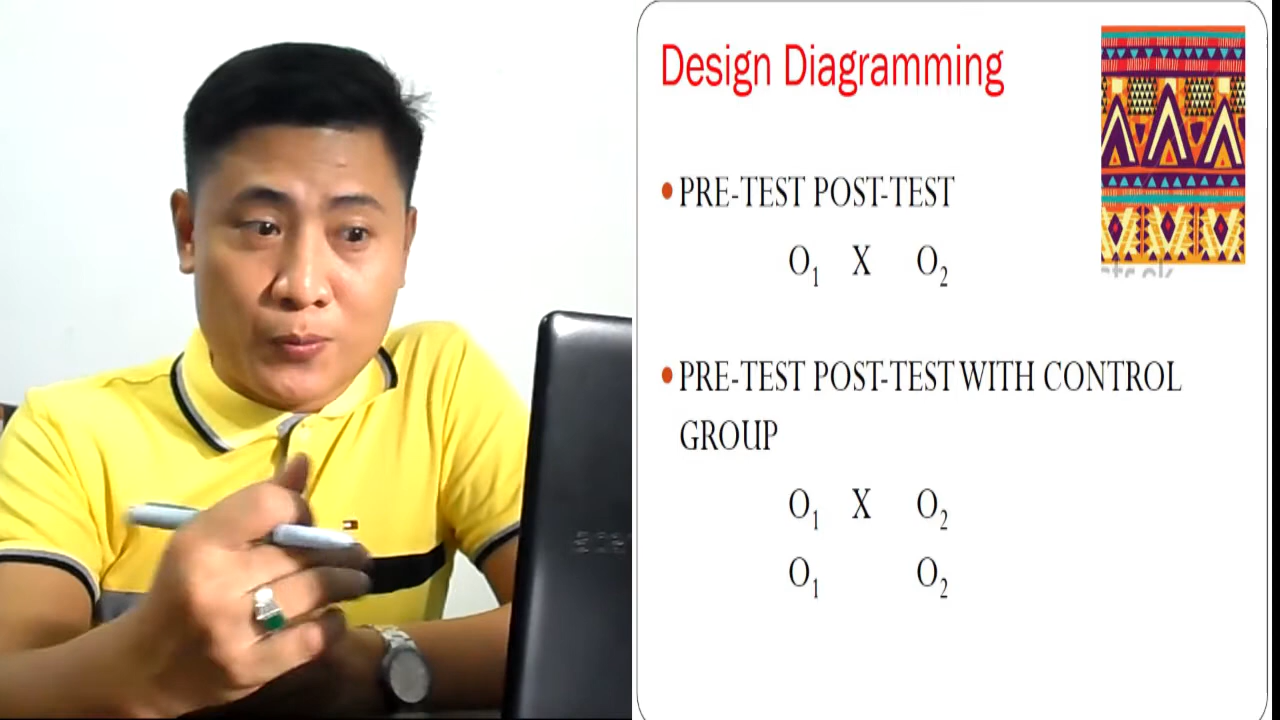 Design Diagramming
• PRE-TEST POST-TEST
O₁ X O₂
• PRE-TEST POST-TEST WITH CONTROL
GROUP
O₁ X O₂
O₁ O₂